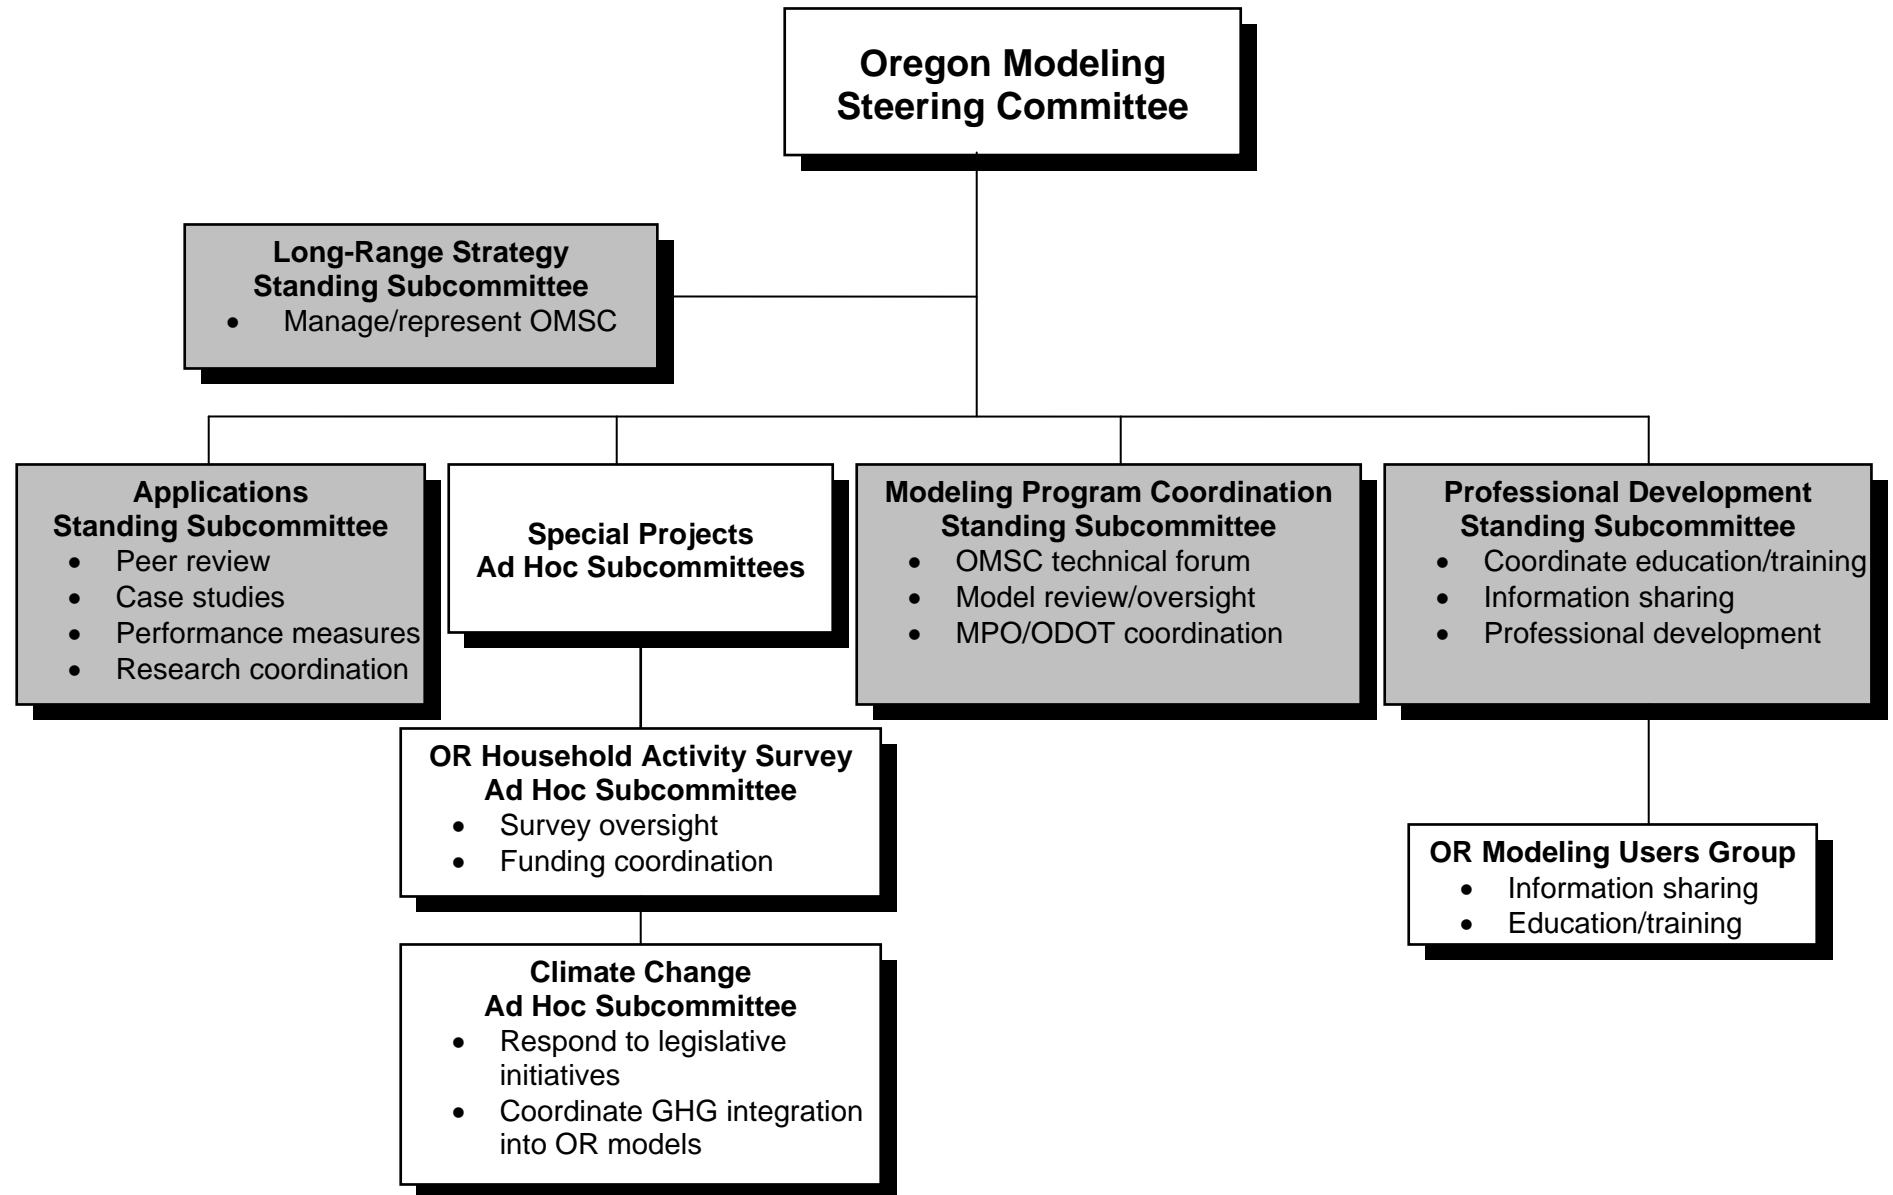 Oregon Modeling
Steering Committee
Long-Range Strategy
Standing Subcommittee
• Manage/represent OMSC
Applications
Standing Subcommittee
• Peer review
• Case studies
• Performance measures
• Research coordination
Special Projects
Ad Hoc Subcommittees
Modeling Program Coordination
Standing Subcommittee
• OMSC technical forum
• Model review/oversight
• MPO/ODOT coordination
Professional Development
Standing Subcommittee
• Coordinate education/training
• Information sharing
• Professional development
OR Household Activity Survey
Ad Hoc Subcommittee
• Survey oversight
• Funding coordination
OR Modeling Users Group
• Information sharing
• Education/training
Climate Change
Ad Hoc Subcommittee
• Respond to legislative
initiatives
• Coordinate GHG integration
into OR models